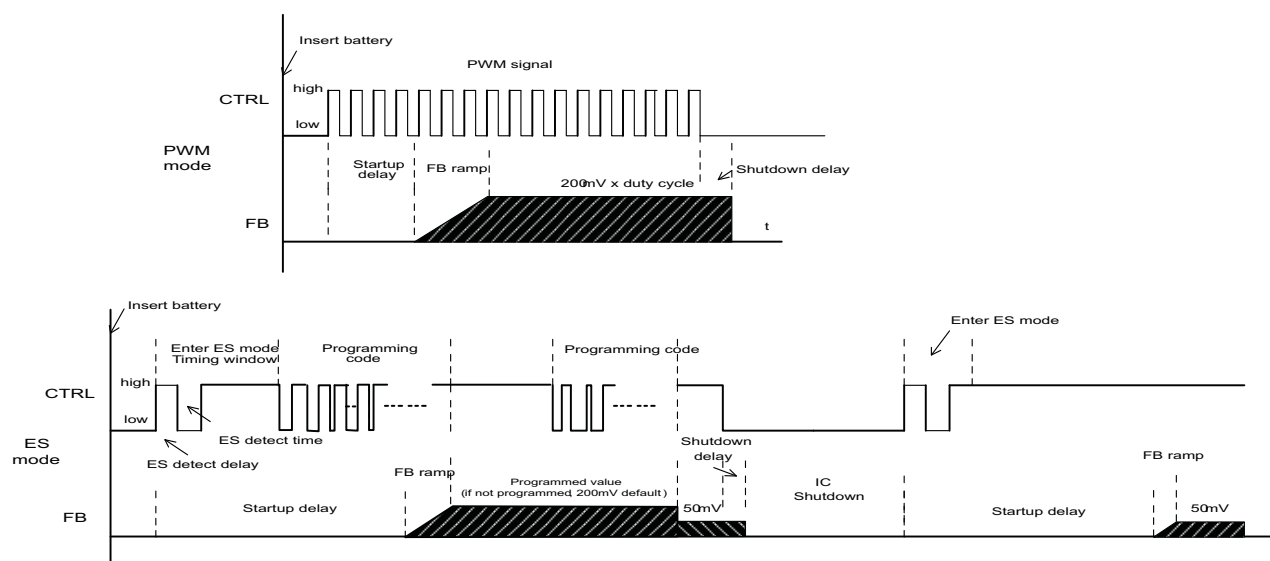 Insert battery
PWM signal
CTRL
high
low
PWM
mode
Startup
delay
FB ramp
200mV x duty cycle
Shutdown delay
FB
t
Insert battery
Enter ES mode
Enter ES mode
Timing window
Programming
code
Programming code
CTRL
high
low
ES
mode
ES detect time
ES detect delay
Shutdown
delay
FB ramp
FB ramp
Programmed value
(if not programmed, 200mV default)
50mV
IC
Shutdown
50mV
Startup delay
Startup delay
FB